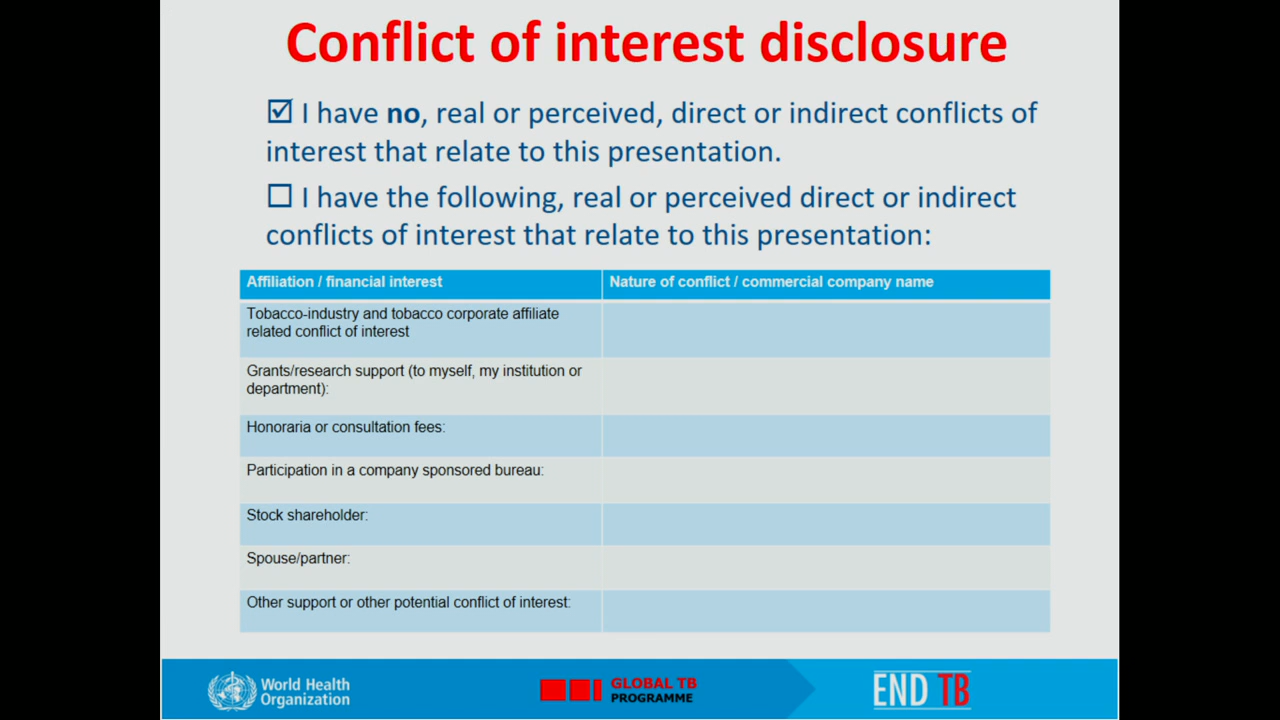 Conflict of interest disclosure
☑ I have no, real or perceived, direct or indirect conflicts of
interest that relate to this presentation.
☐ I have the following, real or perceived direct or indirect
conflicts of interest that relate to this presentation:
Affiliation / financial interest
Nature of conflict / commercial company name
Tobacco-industry and tobacco corporate affiliate
related conflict of interest
Grants/research support (to myself, my institution or
department):
Honoraria or consultation fees:
Participation in a company sponsored bureau:
Stock shareholder:
Spouse/partner:
Other support or other potential conflict of interest:
World Health
Organization
GLOBAL TB
PROGRAMME
END TB